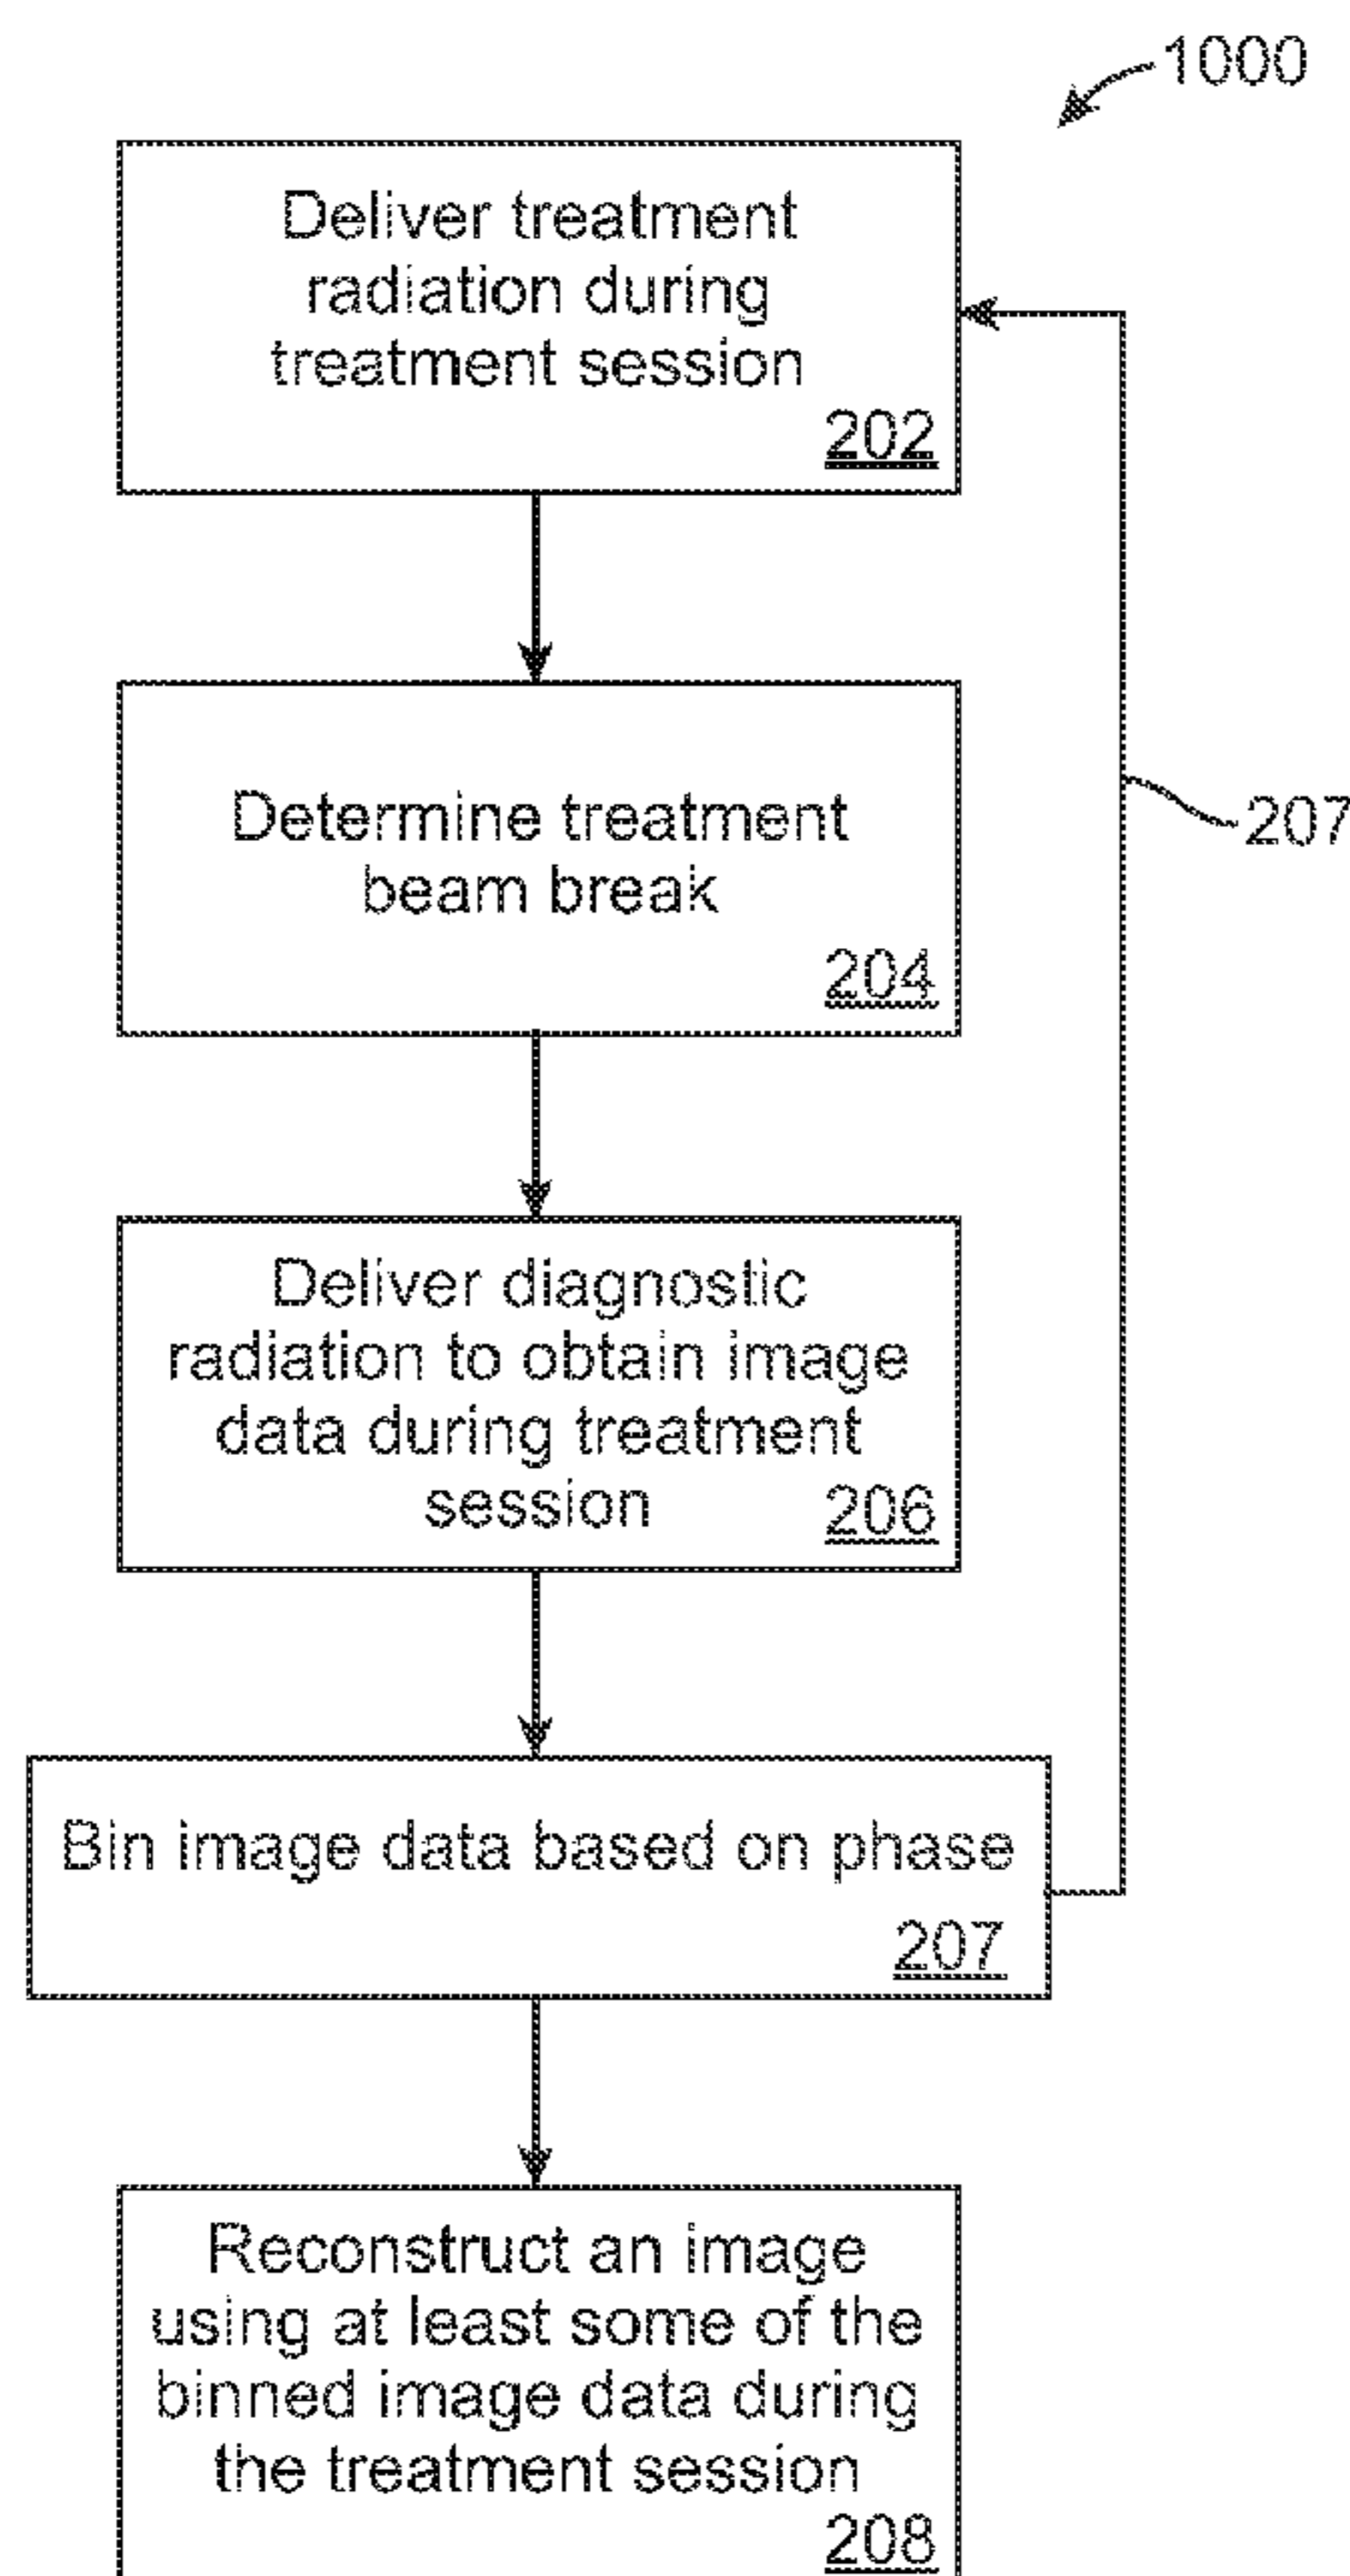 1000
Deliver treatment
radiation during
treatment session
202
Determine treatment
beam break
204
207
Deliver diagnostic
radiation to obtain image
data during treatment
session 206
Bin image data based on phase
207
Reconstruct an image
using at least some of the
binned image data during
the treatment session
208